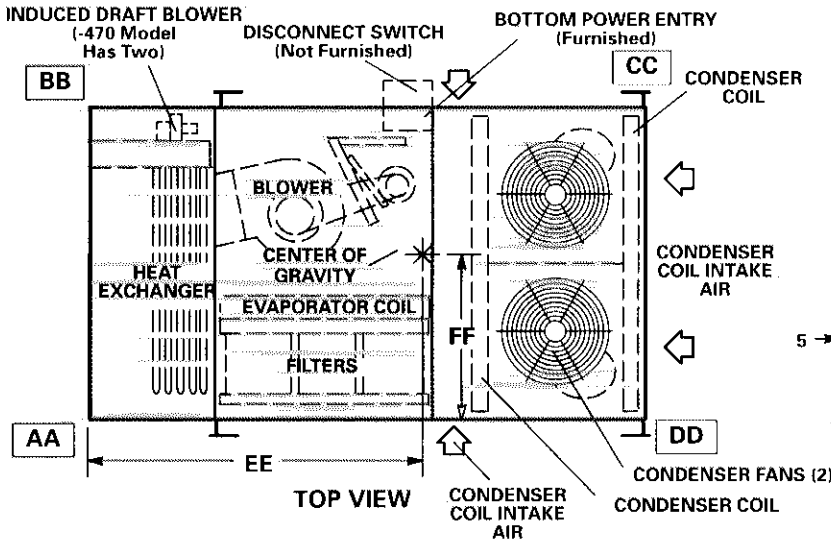 INDUCED DRAFT BLOWER
(-470 Model
Has Two)
DISCONNECT SWITCH
(Not Furnished)
BOTTOM POWER ENTRY
(Furnished)
BB
CC
CONDENSER
COIL
BLOWER
CENTER OF
GRAVITY
HEAT
EXCHANGER
EVAPORATOR COIL
FILTERS
FF
CONDENSER
COIL INTAKE
AIR
5
AA
DD
EE
TOP VIEW
CONDENSER
COIL INTAKE
AIR
CONDENSER FANS (2)
CONDENSER COIL